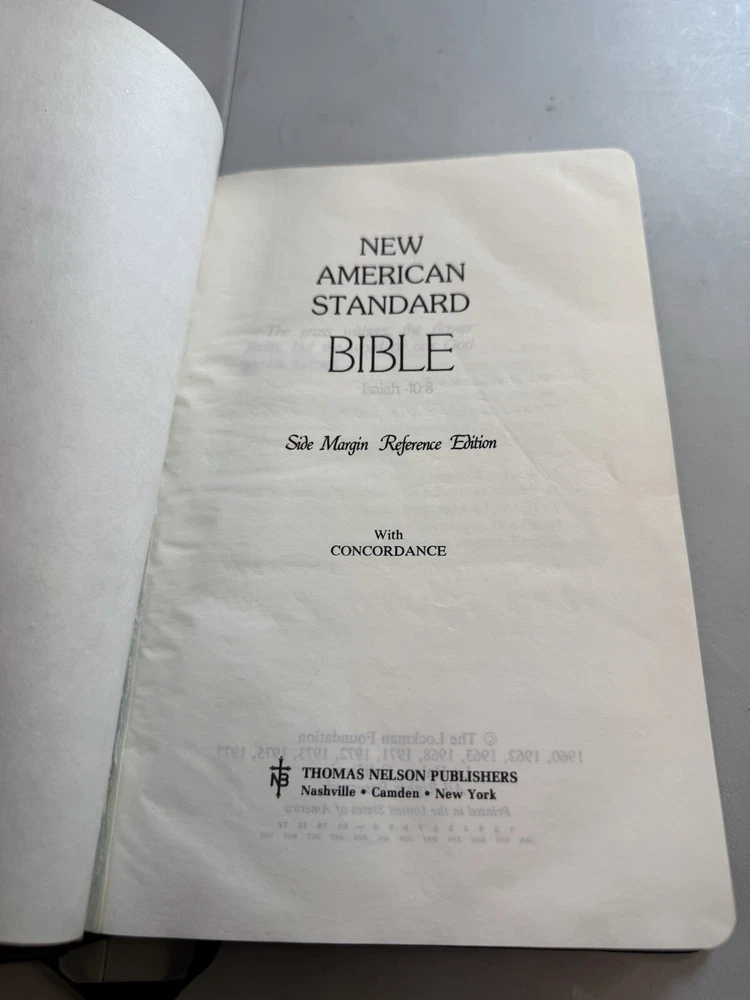 NEW
AMERICAN
STANDARD
BIBLE
Isaiah 40:8
Side Margin Reference Edition
With
CONCORDANCE
© The Lockman Foundation
1960, 1962, 1963, 1968, 1971, 1972, 1973, 1975, 1977
NB
THOMAS NELSON PUBLISHERS
Nashville • Camden • New York
Printed in the United States of America